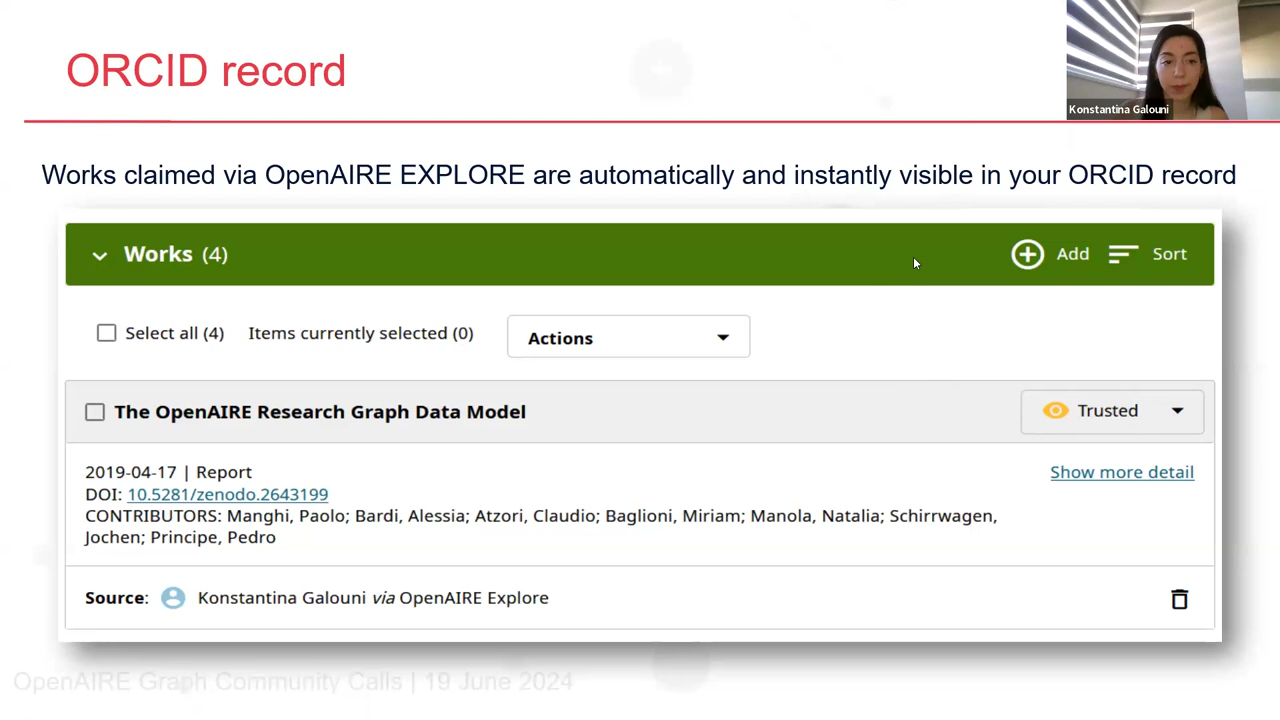 ORCID record
Konstantina Galouni
Works claimed via OpenAIRE EXPLORE are automatically and instantly visible in your ORCID record
Works (4)
Add
Sort
Select all (4)
Items currently selected (0)
Actions
The OpenAIRE Research Graph Data Model
Trusted
2019-04-17 | Report
Show more detail
DOI: 10.5281/zenodo.2643199
CONTRIBUTORS: Manghi, Paolo; Bardi, Alessia; Atzori, Claudio; Baglioni, Miriam; Manola, Natalia; Schirrwagen,
Jochen; Principe, Pedro
Source: Konstantina Galouni via OpenAIRE Explore
OpenAIRE Graph Community Calls | 19 June 2024